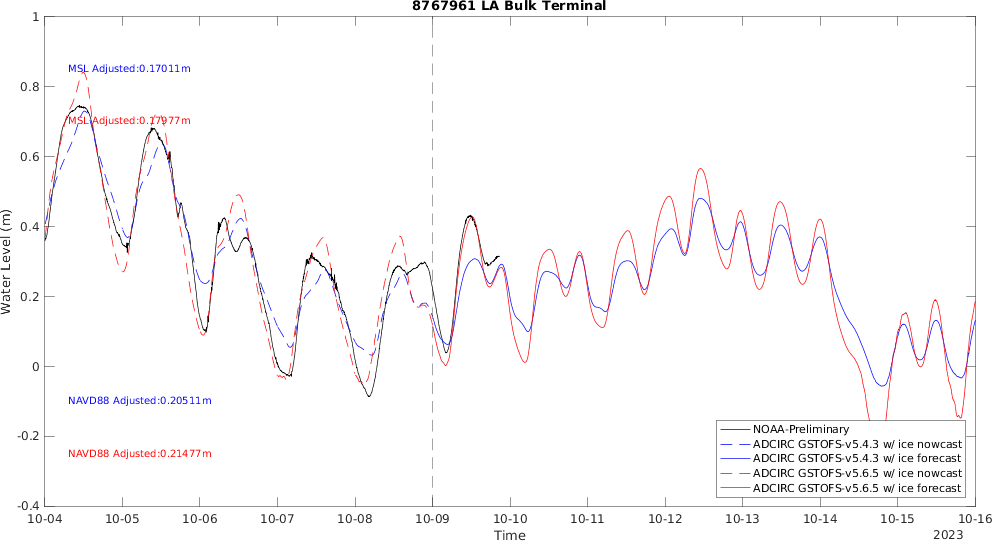 8767961 LA Bulk Terminal
1
0.8
0.6
0.4
0.2
0
-0.2
-0.4
Water Level (m)
MSL Adjusted:0.17011m
MSL Adjusted:0.17977m
NAVD88 Adjusted:0.20511m
NAVD88 Adjusted:0.21477m
NOAA-Preliminary
ADCIRC GSTOFS-v5.4.3 w/ ice nowcast
ADCIRC GSTOFS-v5.4.3 w/ ice forecast
ADCIRC GSTOFS-v5.6.5 w/ ice nowcast
ADCIRC GSTOFS-v5.6.5 w/ ice forecast
10-04 10-05 10-06 10-07 10-08 10-09 10-10 10-11 10-12 10-13 10-14 10-15 10-16
Time
2023